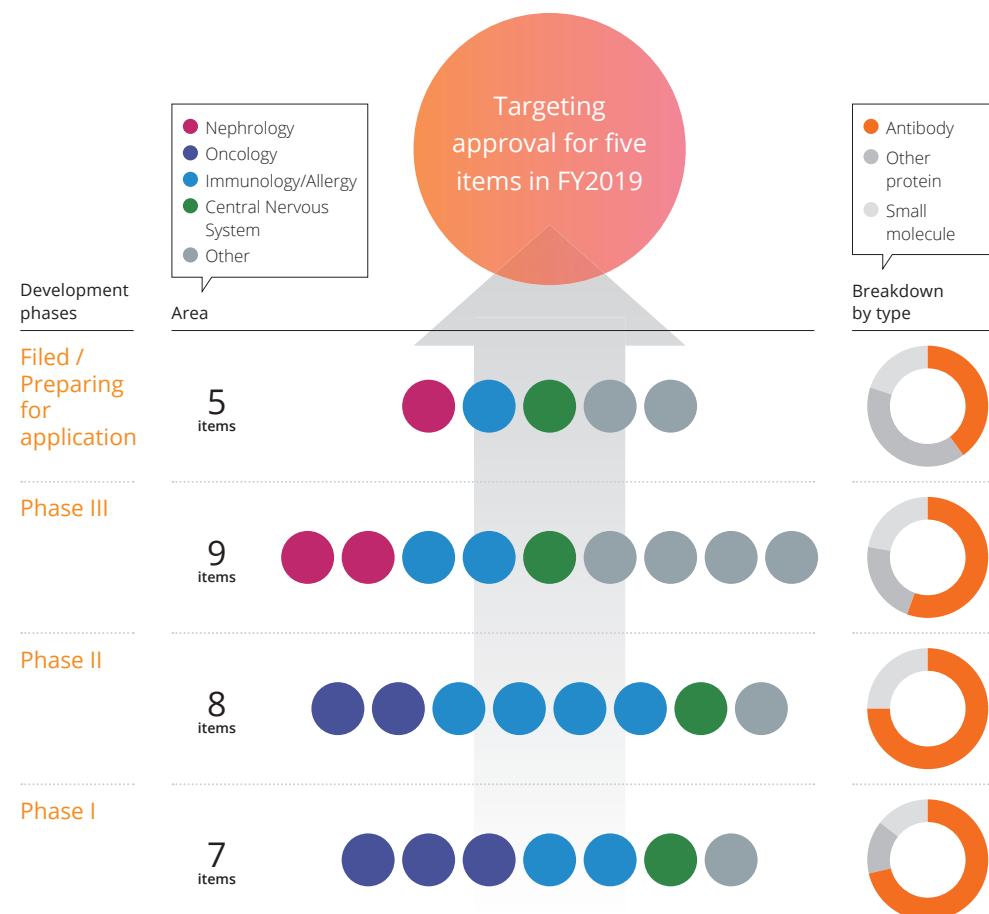 Targeting
approval for five
items in FY2019
Nephrology
Oncology
Immunology/Allergy
Central Nervous
System
Other
Antibody
Other
protein
Small
molecule
Development
phases
Area
Breakdown
by type
Filed /
Preparing
for
application
5
items
Phase III
9
items
Phase II
8
items
Phase I
7
items